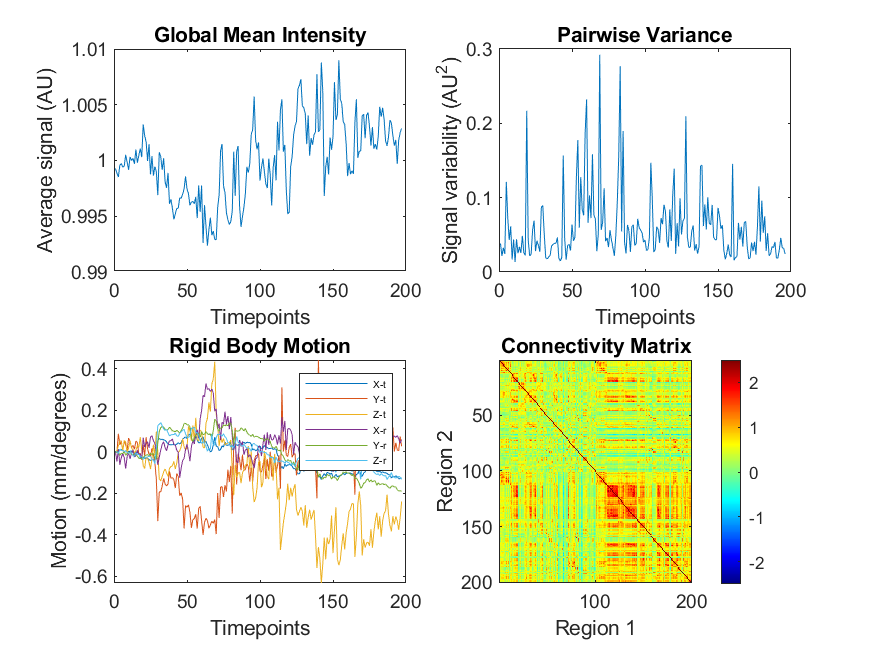 Global Mean Intensity
Average signal (AU)
1.01
1.005
1
0.995
0.99
0 50 100 150 200
Timepoints
Pairwise Variance
Signal variability (AU²)
0.3
0.2
0.1
0
0 50 100 150 200
Timepoints
Rigid Body Motion
Motion (mm/degrees)
0.4
0.2
0
-0.2
-0.4
-0.6
0 50 100 150 200
Timepoints
X-t
Y-t
Z-t
X-r
Y-r
Z-r
Connectivity Matrix
Region 2
50
100
150
200
100 200
Region 1
2
1
0
-1
-2